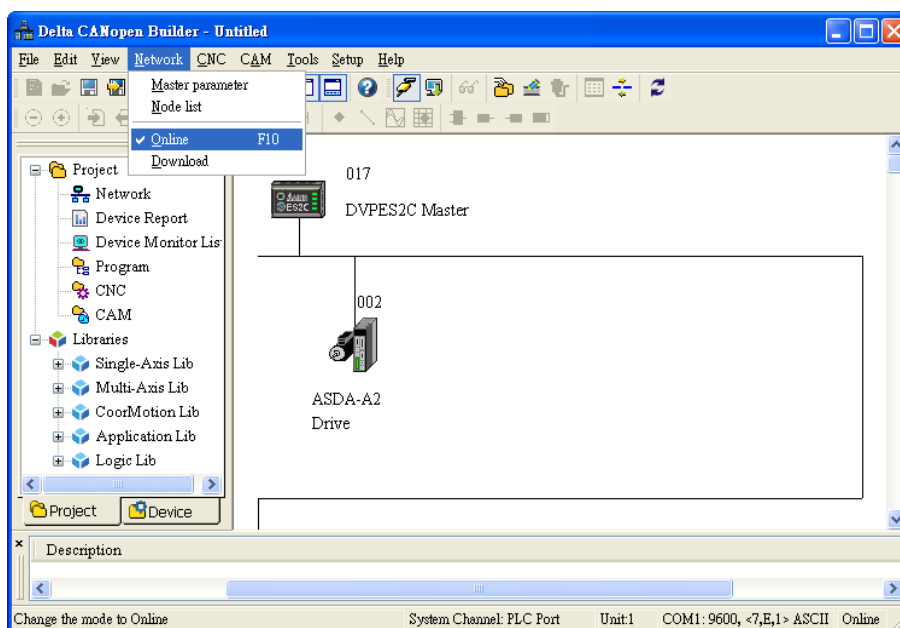 Delta CANopen Builder - Untitled
File Edit View Network CNC CAM Tools Setup Help
Master parameter
Node list
Online F10
Download
Project
Network
Device Report
Device Monitor Lis
Program
CNC
CAM
Libraries
Single-Axis Lib
Multi-Axis Lib
CoorMotion Lib
Application Lib
Logic Lib
Project Device
017
ES2C
DVPES2C Master
002
ASDA-A2
Drive
Description
Change the mode to Online System Channel: PLC Port Unit:1 COM1: 9600, <7,E,1> ASCII Online